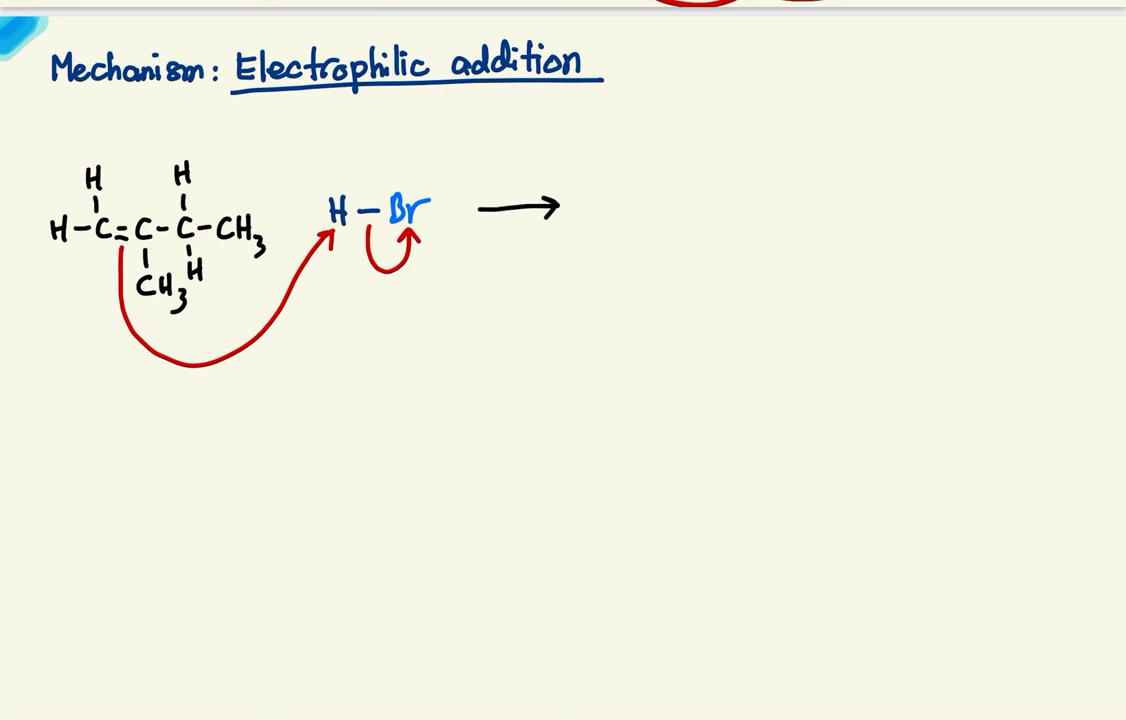 Mechanism: Electrophilic addition
H H
H-C=C-C-CH3 H-Br ⟶
CH3 H